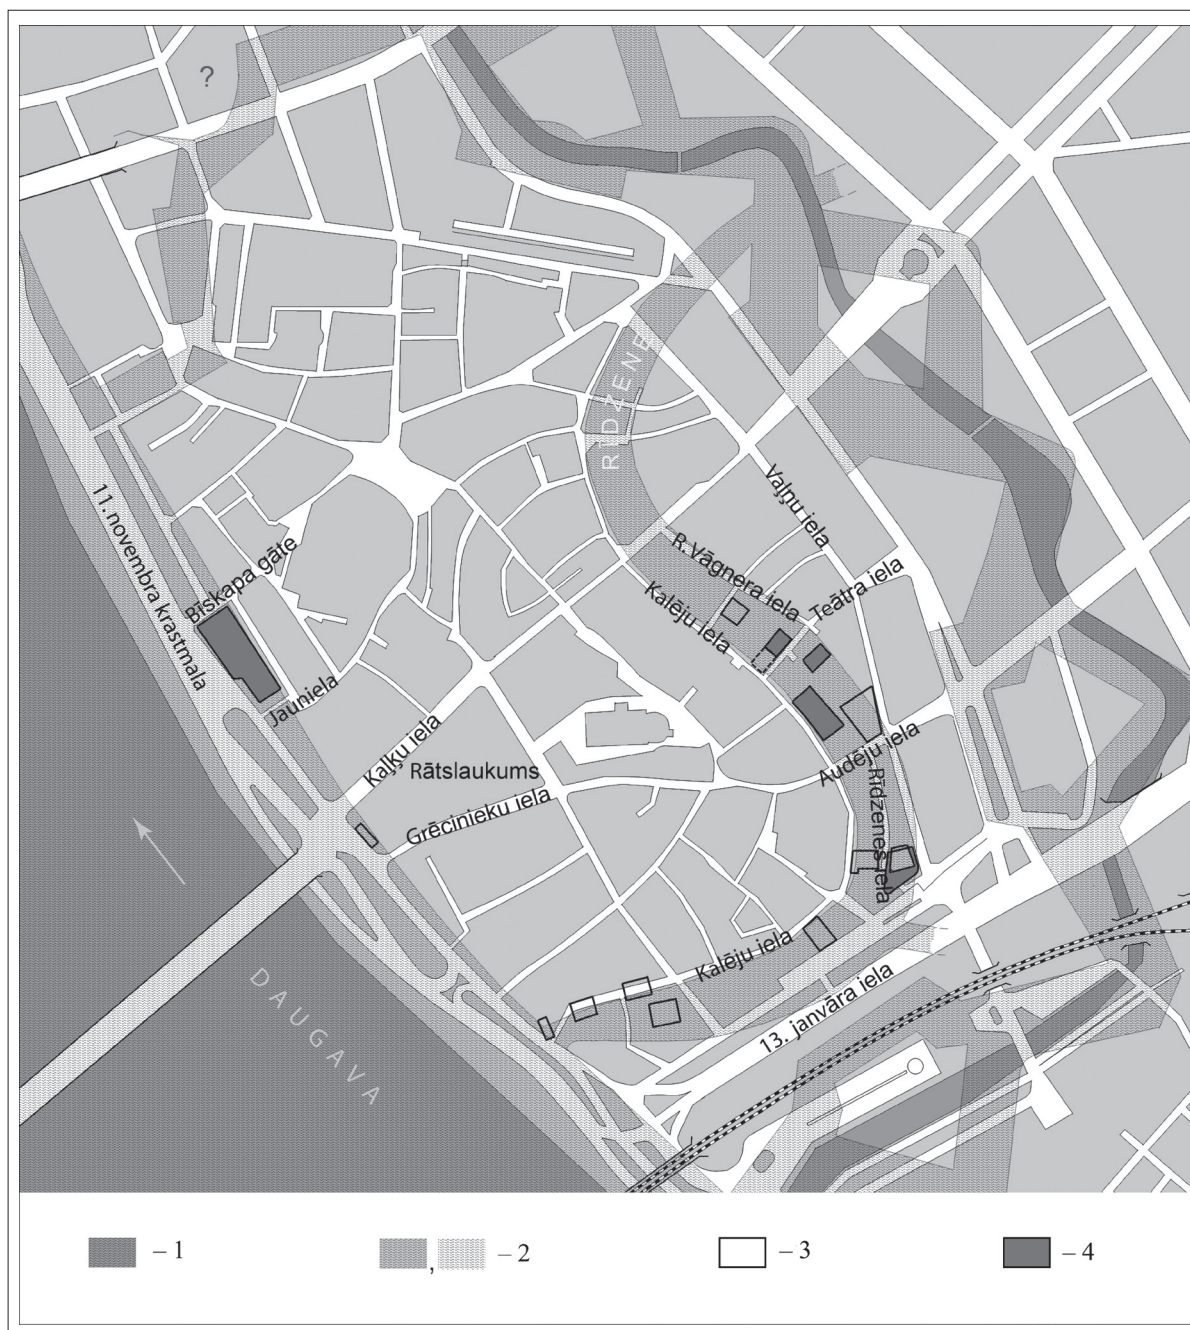 ?
RĪDZENE
11. novembra krastmala
Bīskapa gāte
Jauniela
Vaļņu iela
R. Vāgnera iela
Teātra iela
Kalēju iela
Kaļķu iela
Rātslaukums
Grēcinieku iela
Audēju iela
Rīdzenes iela
Kalēju iela
13. janvāra iela
DAUGAVA
– 1
, – 2
– 3
– 4